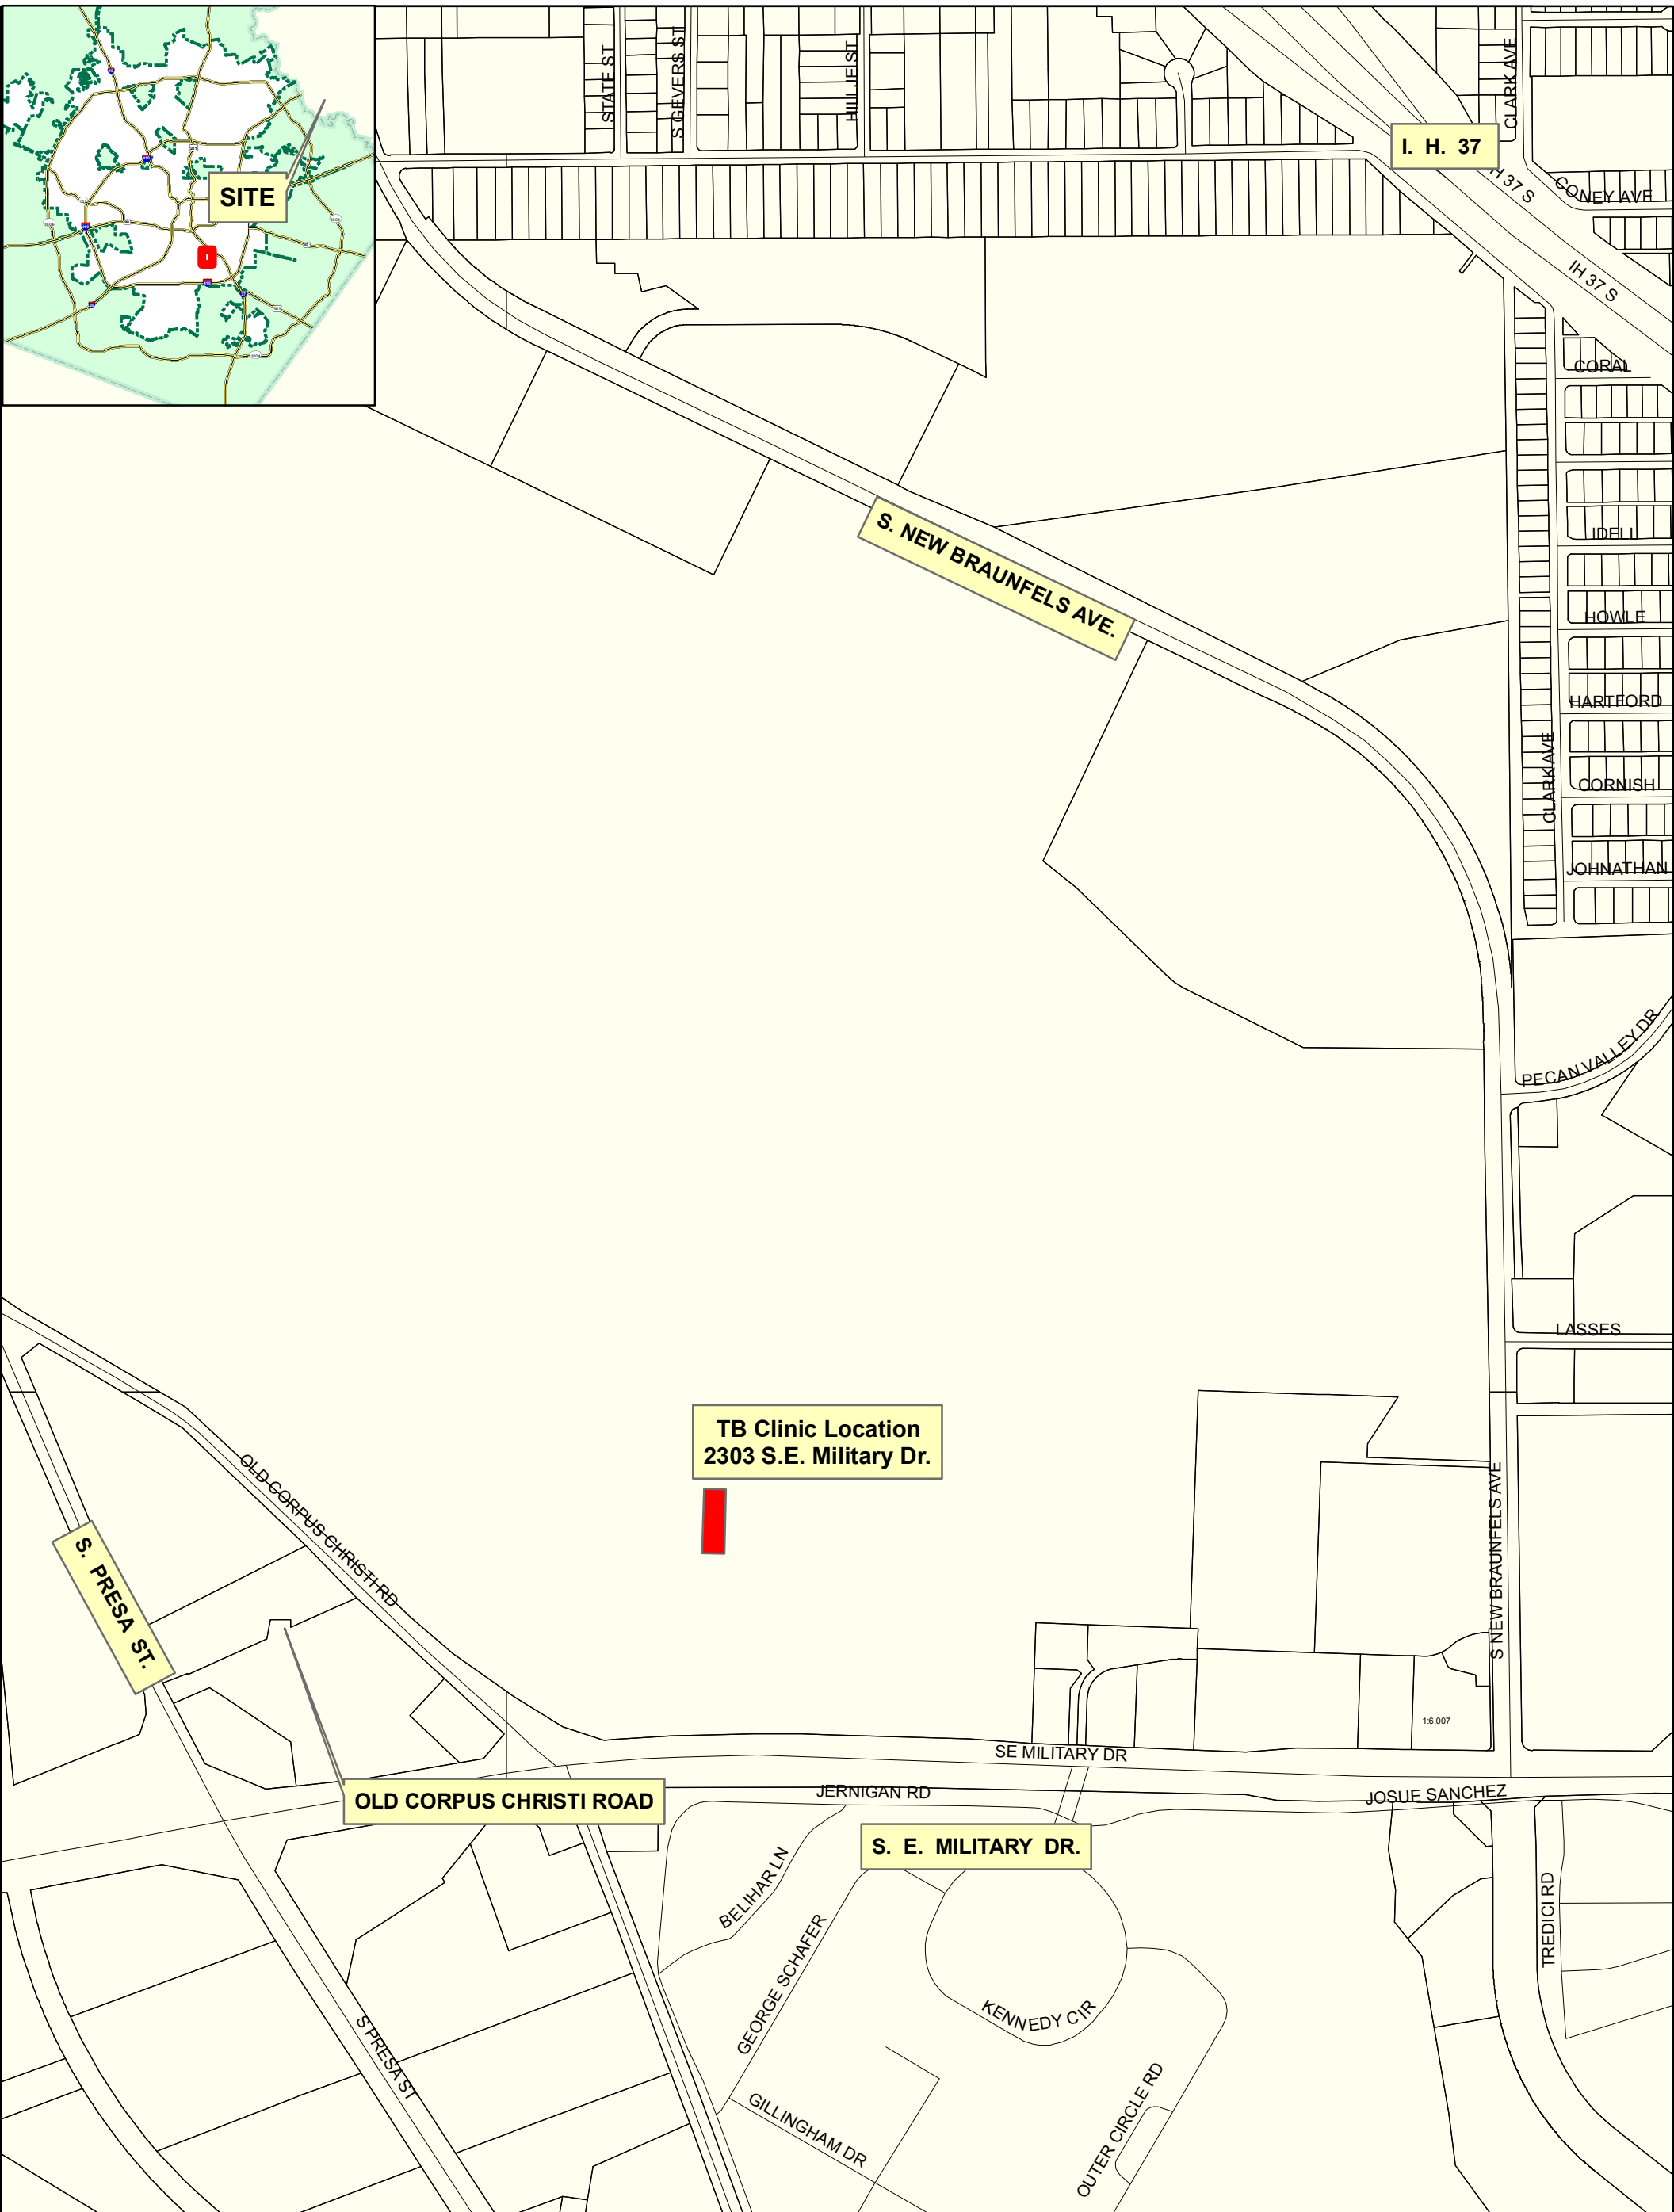 SITE
STATE ST
S GEVERS ST
HILLJE ST
CLARK AVE
I. H. 37
IH 37 S
CONEY AVE
IH 37 S
CORAL
IDELL
HOWLE
HARTFORD
CLARK AVE
CORNISH
JOHNATHAN
S. NEW BRAUNFELS AVE.
PECAN VALLEY DR
LASSES
TB Clinic Location
2303 S.E. Military Dr.
OLD CORPUS CHRISTI RD
S. PRESA ST.
S NEW BRAUNFELS AVE
1:6,007
SE MILITARY DR
JERNIGAN RD
JOSUE SANCHEZ
OLD CORPUS CHRISTI ROAD
S. E. MILITARY DR.
BELIHAR LN
GEORGE SCHAFER
KENNEDY CIR
TREDICI RD
S PRESA ST
GILLINGHAM DR
OUTER CIRCLE RD